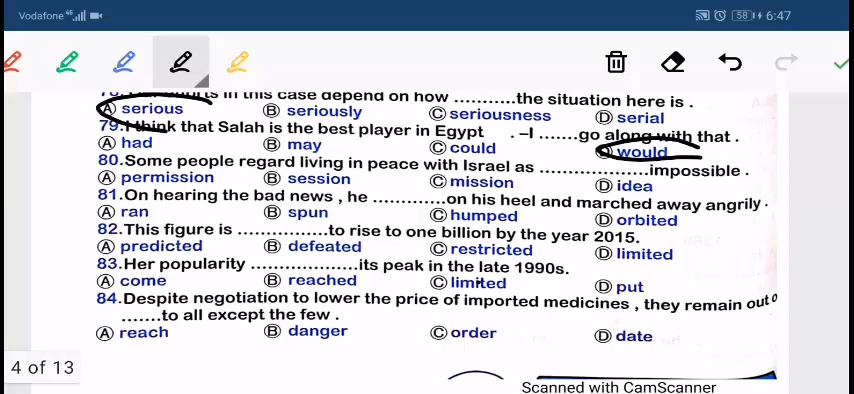 Vodafone 4G 58 6:47
in this case depend on how ...........the situation here is .
A serious B seriously C seriousness D serial
79.I think that Salah is the best player in Egypt . –I .......go along with that .
A had B may C could D would
80.Some people regard living in peace with Israel as ...................impossible .
A permission B session C mission D idea
81.On hearing the bad news , he .............on his heel and marched away angrily.
A ran B spun C humped D orbited
82.This figure is ................to rise to one billion by the year 2015.
A predicted B defeated C restricted D limited
83.Her popularity ...................its peak in the late 1990s.
A come B reached C limited D put
84.Despite negotiation to lower the price of imported medicines , they remain out
.......to all except the few .
A reach B danger C order D date
4 of 13
Scanned with CamScanner